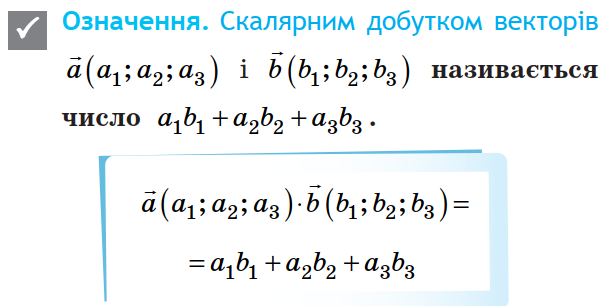 Означення. Скалярним добутком векторів
a⃗(a₁; a₂; a₃) і b⃗(b₁; b₂; b₃) називається
число a₁b₁ + a₂b₂ + a₃b₃.
a⃗(a₁; a₂; a₃)·b⃗(b₁; b₂; b₃) =
= a₁b₁ + a₂b₂ + a₃b₃